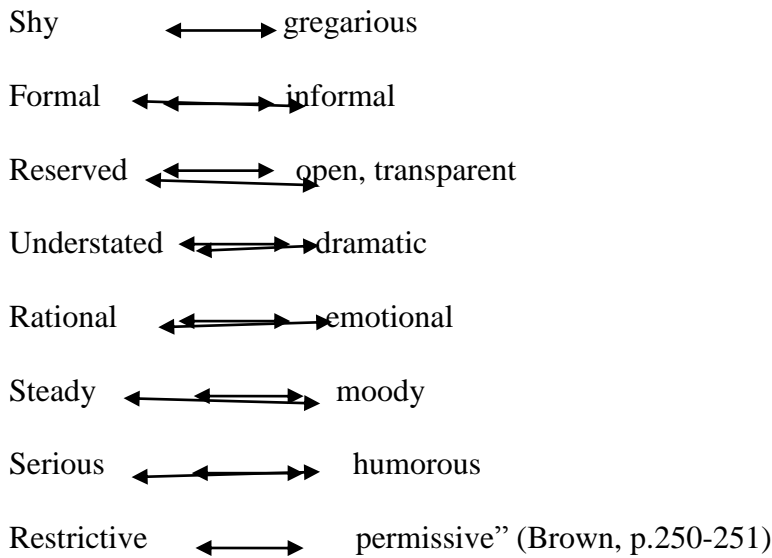 Shy gregarious
Formal informal
Reserved open, transparent
Understated dramatic
Rational emotional
Steady moody
Serious humorous
Restrictive permissive” (Brown, p.250-251)